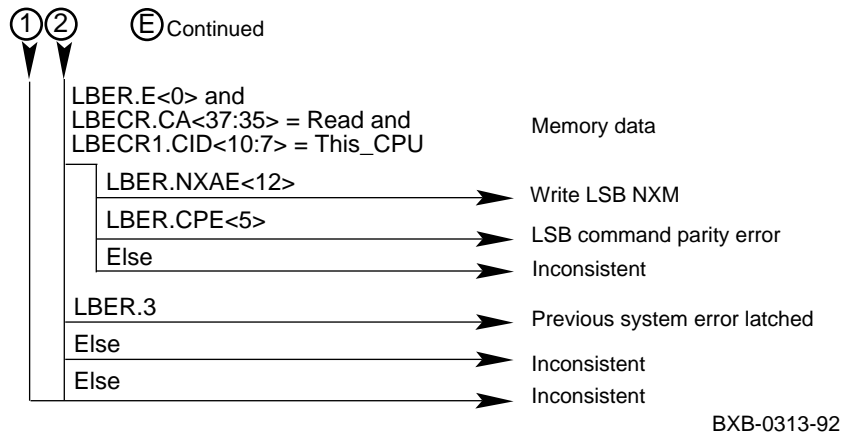 1 2 E Continued
LBER.E<0> and
LBECR.CA<37:35> = Read and
LBECR1.CID<10:7> = This_CPU
Memory data
LBER.NXAE<12>
Write LSB NXM
LBER.CPE<5>
LSB command parity error
Else
Inconsistent
LBER.3
Previous system error latched
Else
Inconsistent
Else
Inconsistent
BXB-0313-92